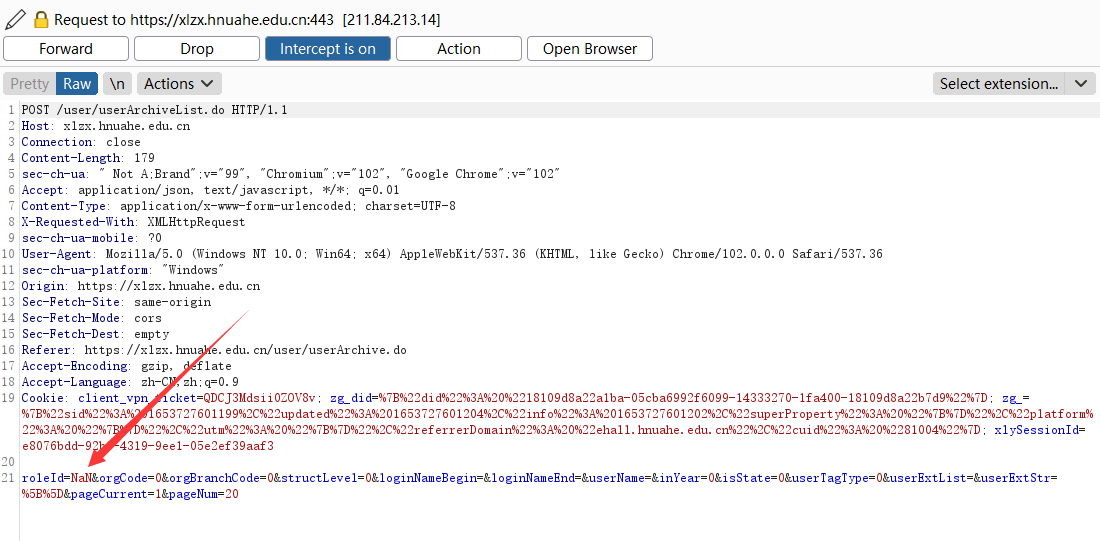 Request to https://xlzx.hnuahe.edu.cn:443 [211.84.213.14]
Forward Drop Intercept is on Action Open Browser
Pretty Raw \n Actions Select extension...
1 POST /user/userArchiveList.do HTTP/1.1
2 Host: xlzx.hnuahe.edu.cn
3 Connection: close
4 Content-Length: 179
5 sec-ch-ua: " Not A;Brand";v="99", "Chromium";v="102", "Google Chrome";v="102"
6 Accept: application/json, text/javascript, */*; q=0.01
7 Content-Type: application/x-www-form-urlencoded; charset=UTF-8
8 X-Requested-With: XMLHttpRequest
9 sec-ch-ua-mobile: ?0
10 User-Agent: Mozilla/5.0 (Windows NT 10.0; Win64; x64) AppleWebKit/537.36 (KHTML, like Gecko) Chrome/102.0.0.0 Safari/537.36
11 sec-ch-ua-platform: "Windows"
12 Origin: https://xlzx.hnuahe.edu.cn
13 Sec-Fetch-Site: same-origin
14 Sec-Fetch-Mode: cors
15 Sec-Fetch-Dest: empty
16 Referer: https://xlzx.hnuahe.edu.cn/user/userArchive.do
17 Accept-Encoding: gzip, deflate
18 Accept-Language: zh-CN,zh;q=0.9
19 Cookie: client_vpn_ticket=QDCJ3Mdsii0ZOV8v; zg_did=%7B%22did%22%3A%20%2218109d8a22a1ba-05cba6992f6099-14333270-1fa400-18109d8a22b7d9%22%7D; zg_=
%7B%22sid%22%3A%201653727601199%2C%22updated%22%3A%201653727601204%2C%22info%22%3A%201653727601202%2C%22superProperty%22%3A%20%22%7B%7D%22%2C%22platform
%22%3A%20%22%7B%7D%22%2C%22utm%22%3A%20%22%7B%7D%22%2C%22referrerDomain%22%3A%20%22ehall.hnuahe.edu.cn%22%2C%22cuid%22%3A%20%2281004%22%7D; xlySessionId=
e8076bdd- -4319-9ee1-05e2ef39aaf3
20
21 roleId=NaN&orgCode=0&orgBranchCode=0&structLevel=0&loginNameBegin=&loginNameEnd=&userName=&inYear=0&isState=0&userTagType=0&userExtList=&userExtStr=
%5B%5D&pageCurrent=1&pageNum=20